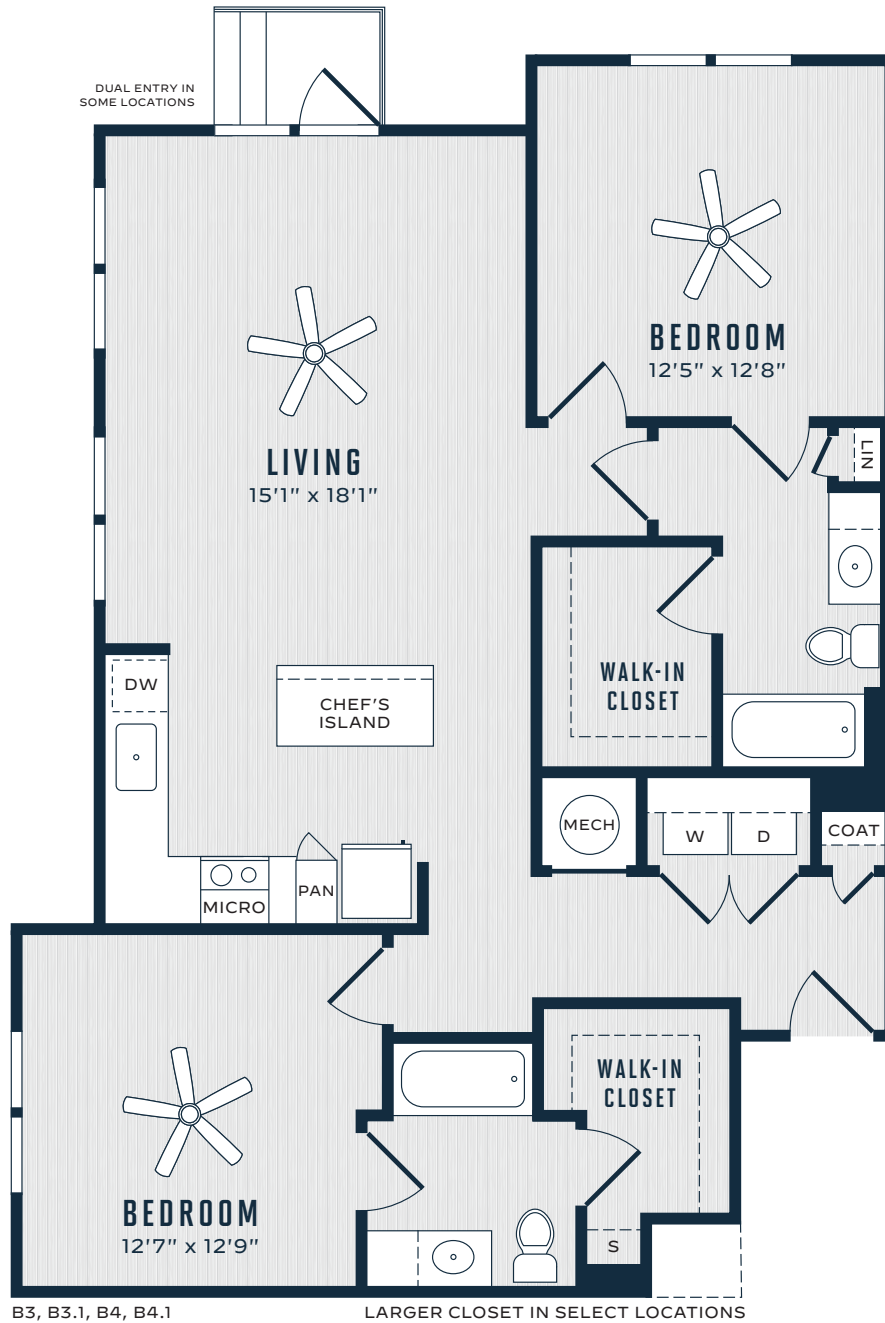 DUAL ENTRY IN
SOME LOCATIONS
BEDROOM
12'5" x 12'8"
LIVING
15'1" x 18'1"
LIN
WALK-IN
CLOSET
DW
CHEF'S
ISLAND
MECH
W
D
COAT
MICRO
PAN
WALK-IN
CLOSET
BEDROOM
12'7" x 12'9"
S
B3, B3.1, B4, B4.1
LARGER CLOSET IN SELECT LOCATIONS